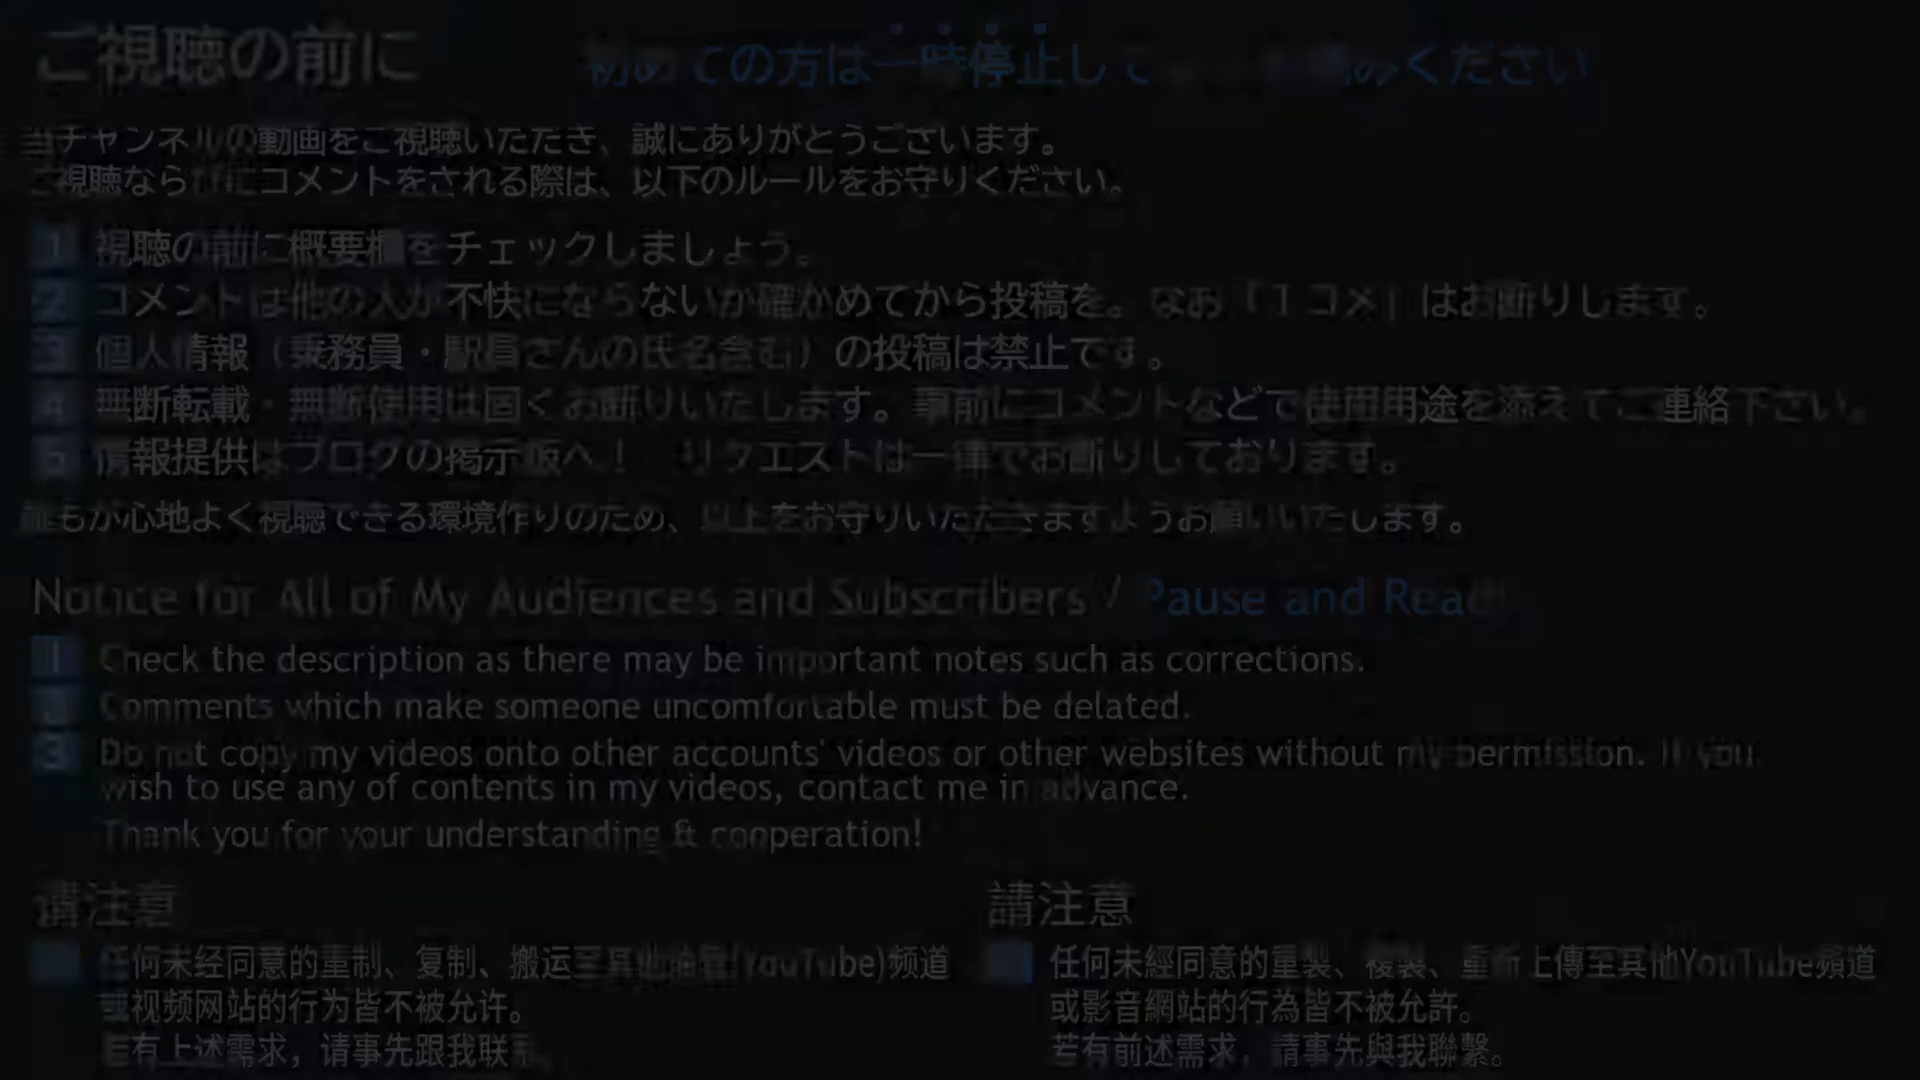 ご視聴の前に
初めての方は一時停止して　　　　読みください
当チャンネルの動画をご視聴いただき、誠にありがとうございます。
ご視聴ならびにコメントをされる際は、以下のルールをお守りください。
1 視聴の前に概要欄をチェックしましょう。
2 コメントは他の人が不快にならないか確かめてから投稿を。なお「1コメ」はお断りします。
3 個人情報（乗務員・駅員さんの氏名含む）の投稿は禁止です。
4 無断転載・無断使用は固くお断りいたします。事前にコメントなどで使用用途を添えてご連絡下さい。
5 情報提供はブログの掲示板へ！　リクエストは一律でお断りしております。
誰もが心地よく視聴できる環境作りのため、以上をお守りいただきますようお願いいたします。
Notice for All of My Audiences and Subscribers / Pause and Read!
1 Check the description as there may be important notes such as corrections.
2 Comments which make someone uncomfortable must be delated.
3 Do not copy my videos onto other accounts' videos or other websites without my permission. If you
wish to use any of contents in my videos, contact me in advance.
Thank you for your understanding & cooperation!
请注意
任何未经同意的重制、复制、搬运至其他油管(YouTube)频道
或视频网站的行为皆不被允许。
若有上述需求，请事先跟我联系。
請注意
任何未經同意的重製、複製、重新上傳至其他YouTube頻道
或影音網站的行為皆不被允許。
若有前述需求，請事先與我聯繫。